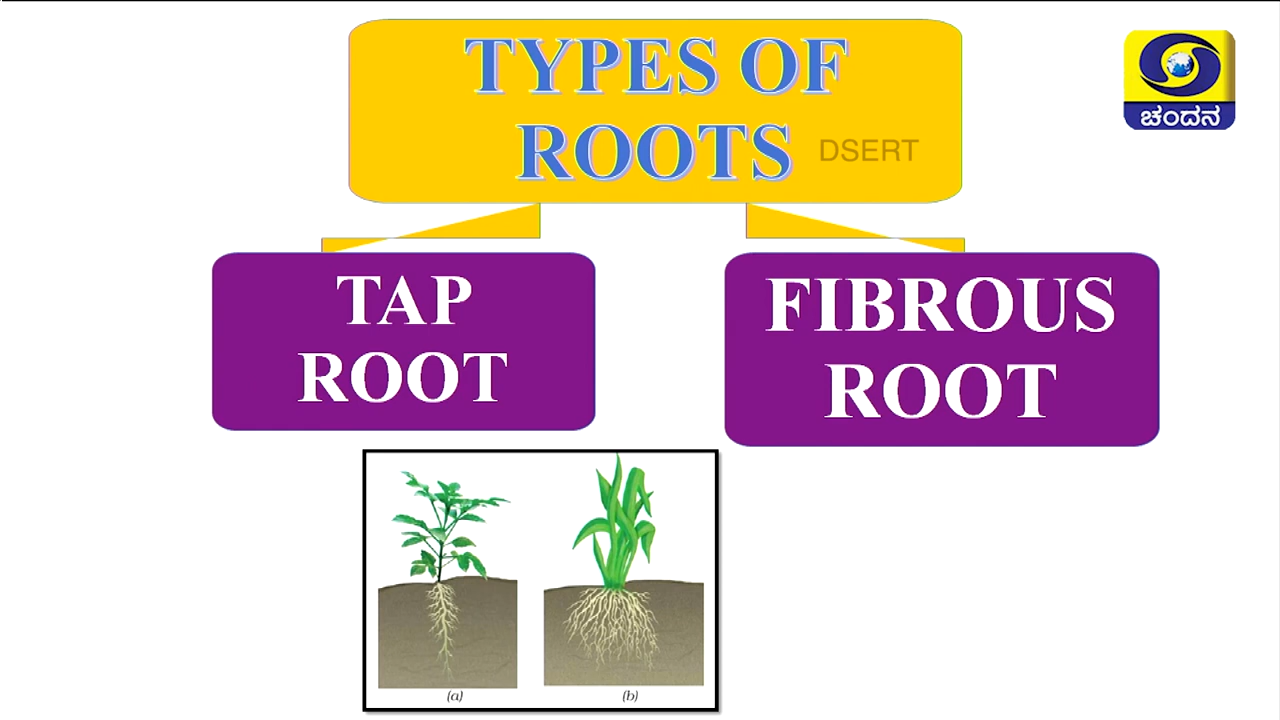 TYPES OF
ROOTS
DSERT
ಚಂದನ
TAP
ROOT
FIBROUS
ROOT
(a)
(b)